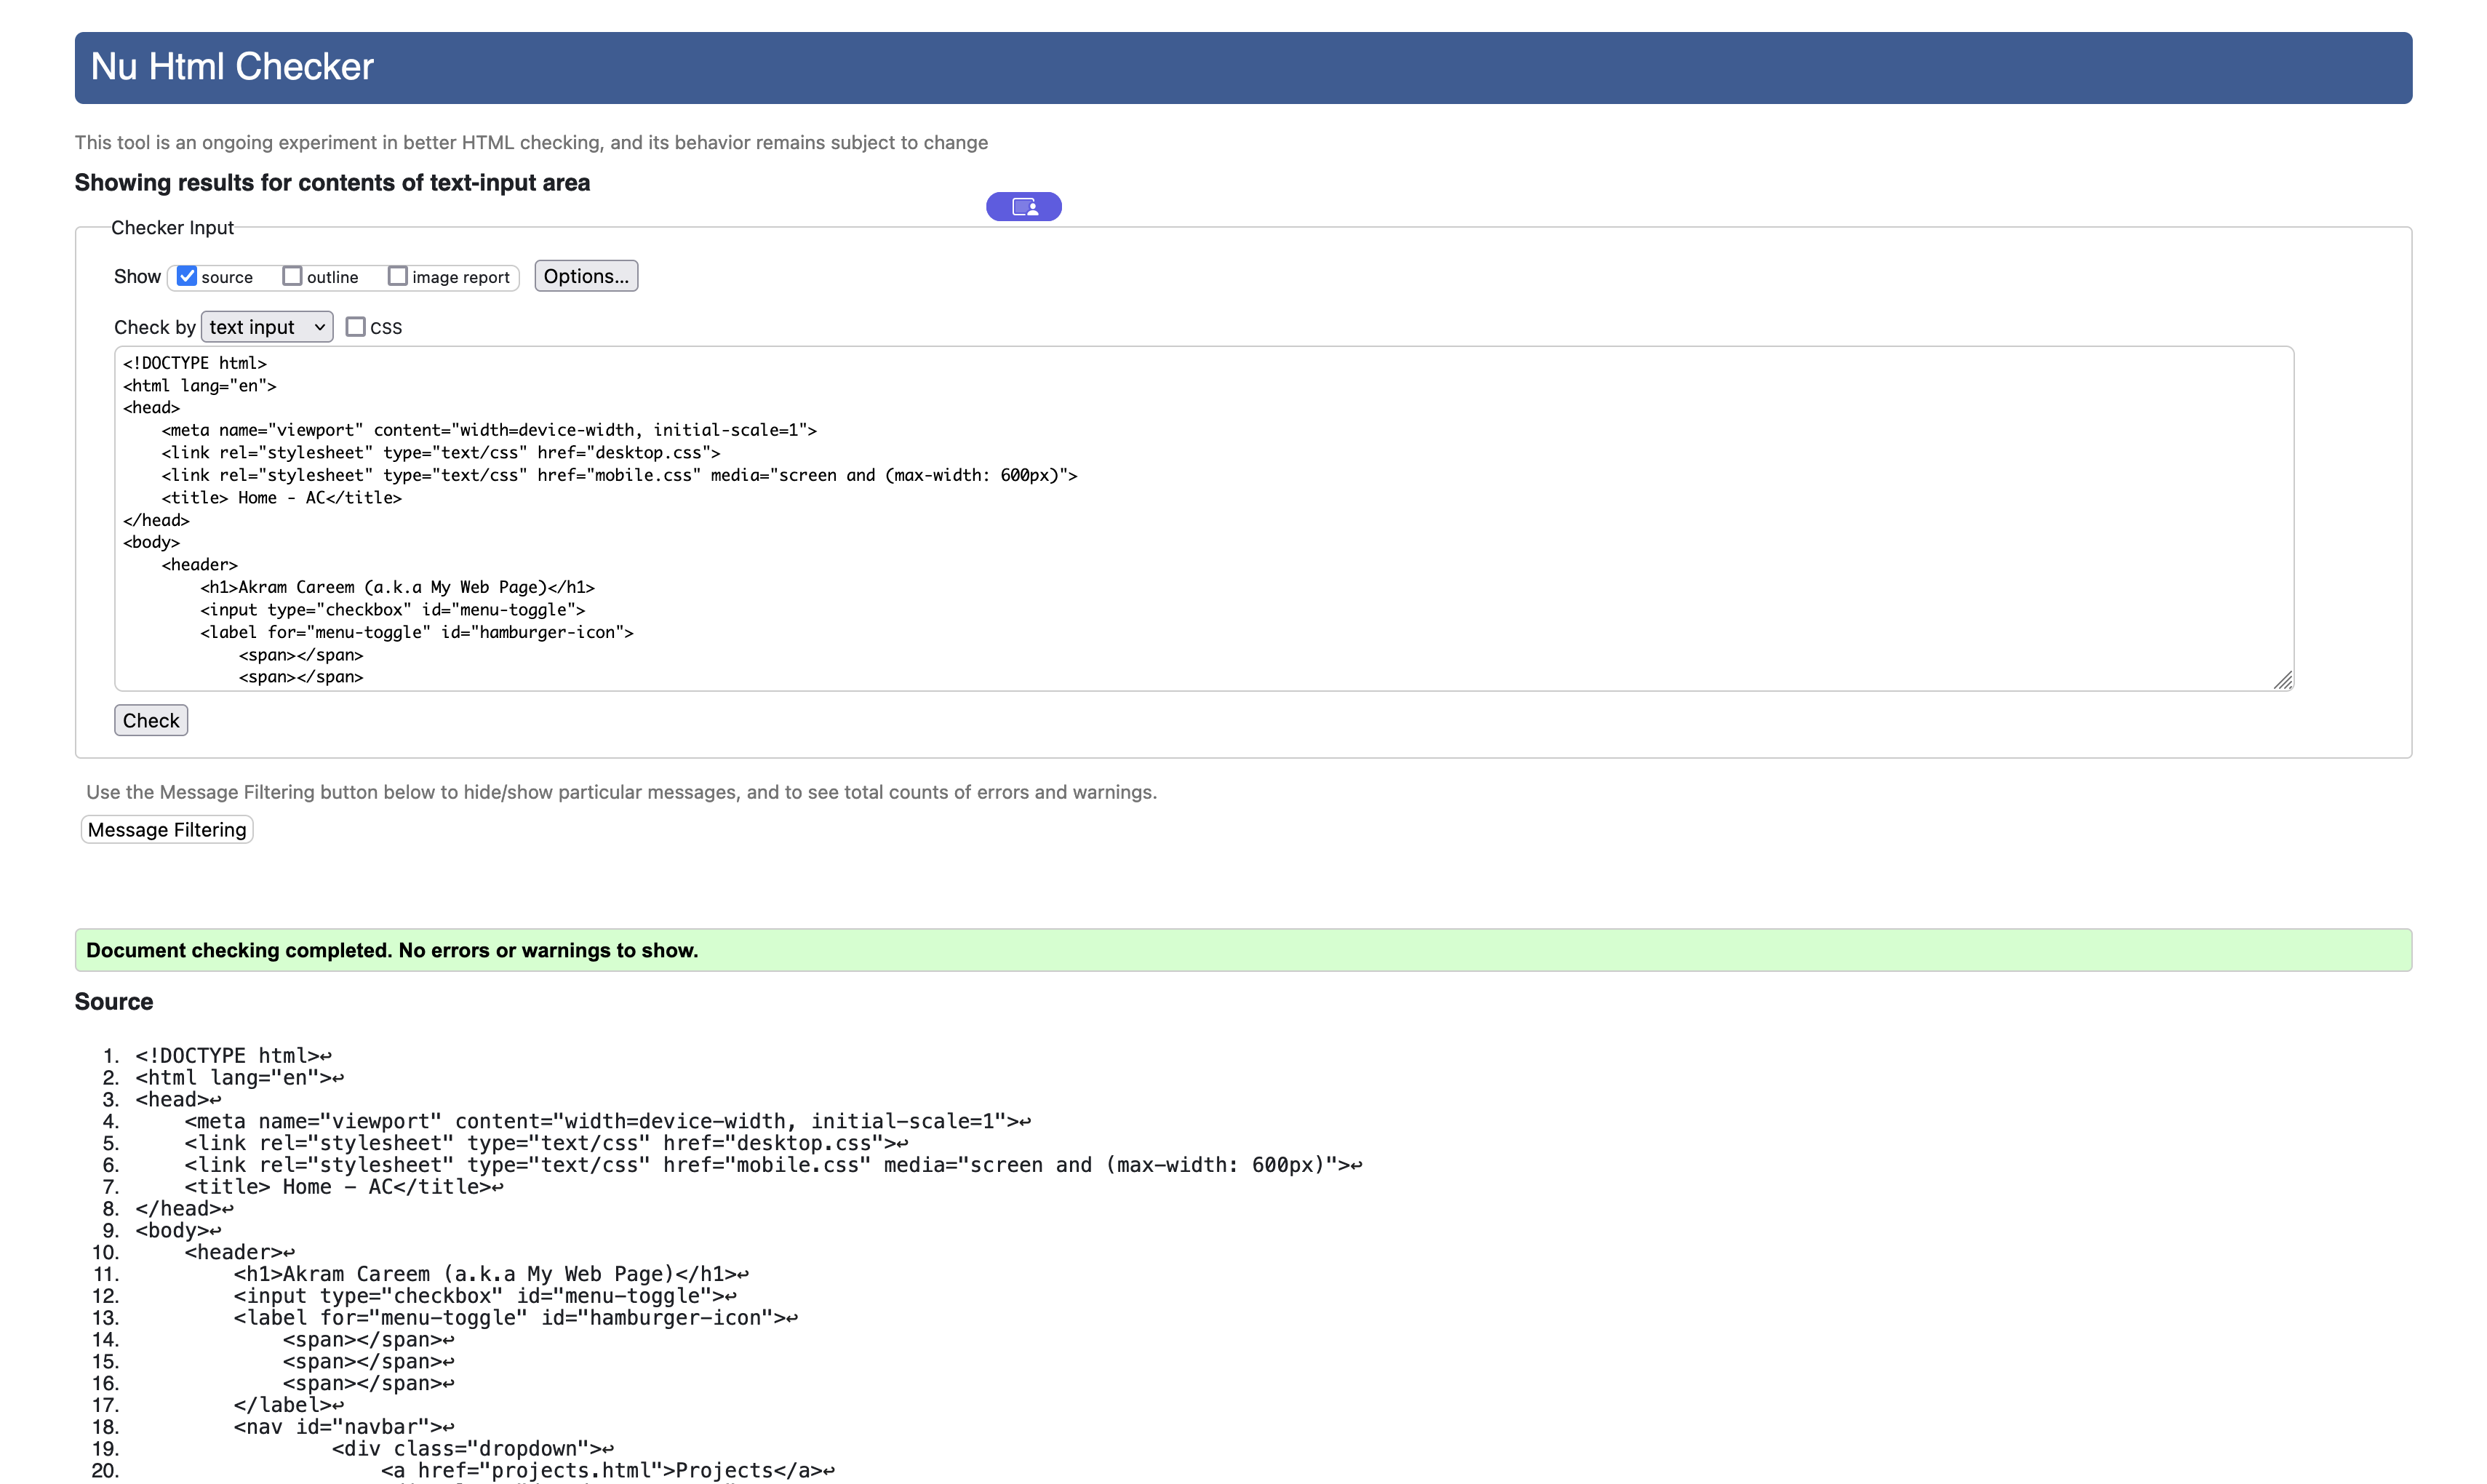 Nu Html Checker
This tool is an ongoing experiment in better HTML checking, and its behavior remains subject to change
Showing results for contents of text-input area
Checker Input
Show source outline image report Options...
Check by text input CSS
<!DOCTYPE html>
<html lang="en">
<head>
    <meta name="viewport" content="width=device-width, initial-scale=1">
    <link rel="stylesheet" type="text/css" href="desktop.css">
    <link rel="stylesheet" type="text/css" href="mobile.css" media="screen and (max-width: 600px)">
    <title> Home - AC</title>
</head>
<body>
    <header>
        <h1>Akram Careem (a.k.a My Web Page)</h1>
        <input type="checkbox" id="menu-toggle">
        <label for="menu-toggle" id="hamburger-icon">
            <span></span>
            <span></span>
Check
Use the Message Filtering button below to hide/show particular messages, and to see total counts of errors and warnings.
Message Filtering
Document checking completed. No errors or warnings to show.
Source
1. <!DOCTYPE html>↩
2. <html lang="en">↩
3. <head>↩
4.     <meta name="viewport" content="width=device-width, initial-scale=1">↩
5.     <link rel="stylesheet" type="text/css" href="desktop.css">↩
6.     <link rel="stylesheet" type="text/css" href="mobile.css" media="screen and (max-width: 600px)">↩
7.     <title> Home - AC</title>↩
8. </head>↩
9. <body>↩
10.     <header>↩
11.         <h1>Akram Careem (a.k.a My Web Page)</h1>↩
12.         <input type="checkbox" id="menu-toggle">↩
13.         <label for="menu-toggle" id="hamburger-icon">↩
14.             <span></span>↩
15.             <span></span>↩
16.             <span></span>↩
17.         </label>↩
18.         <nav id="navbar">↩
19.                 <div class="dropdown">↩
20.                     <a href="projects.html">Projects</a>↩